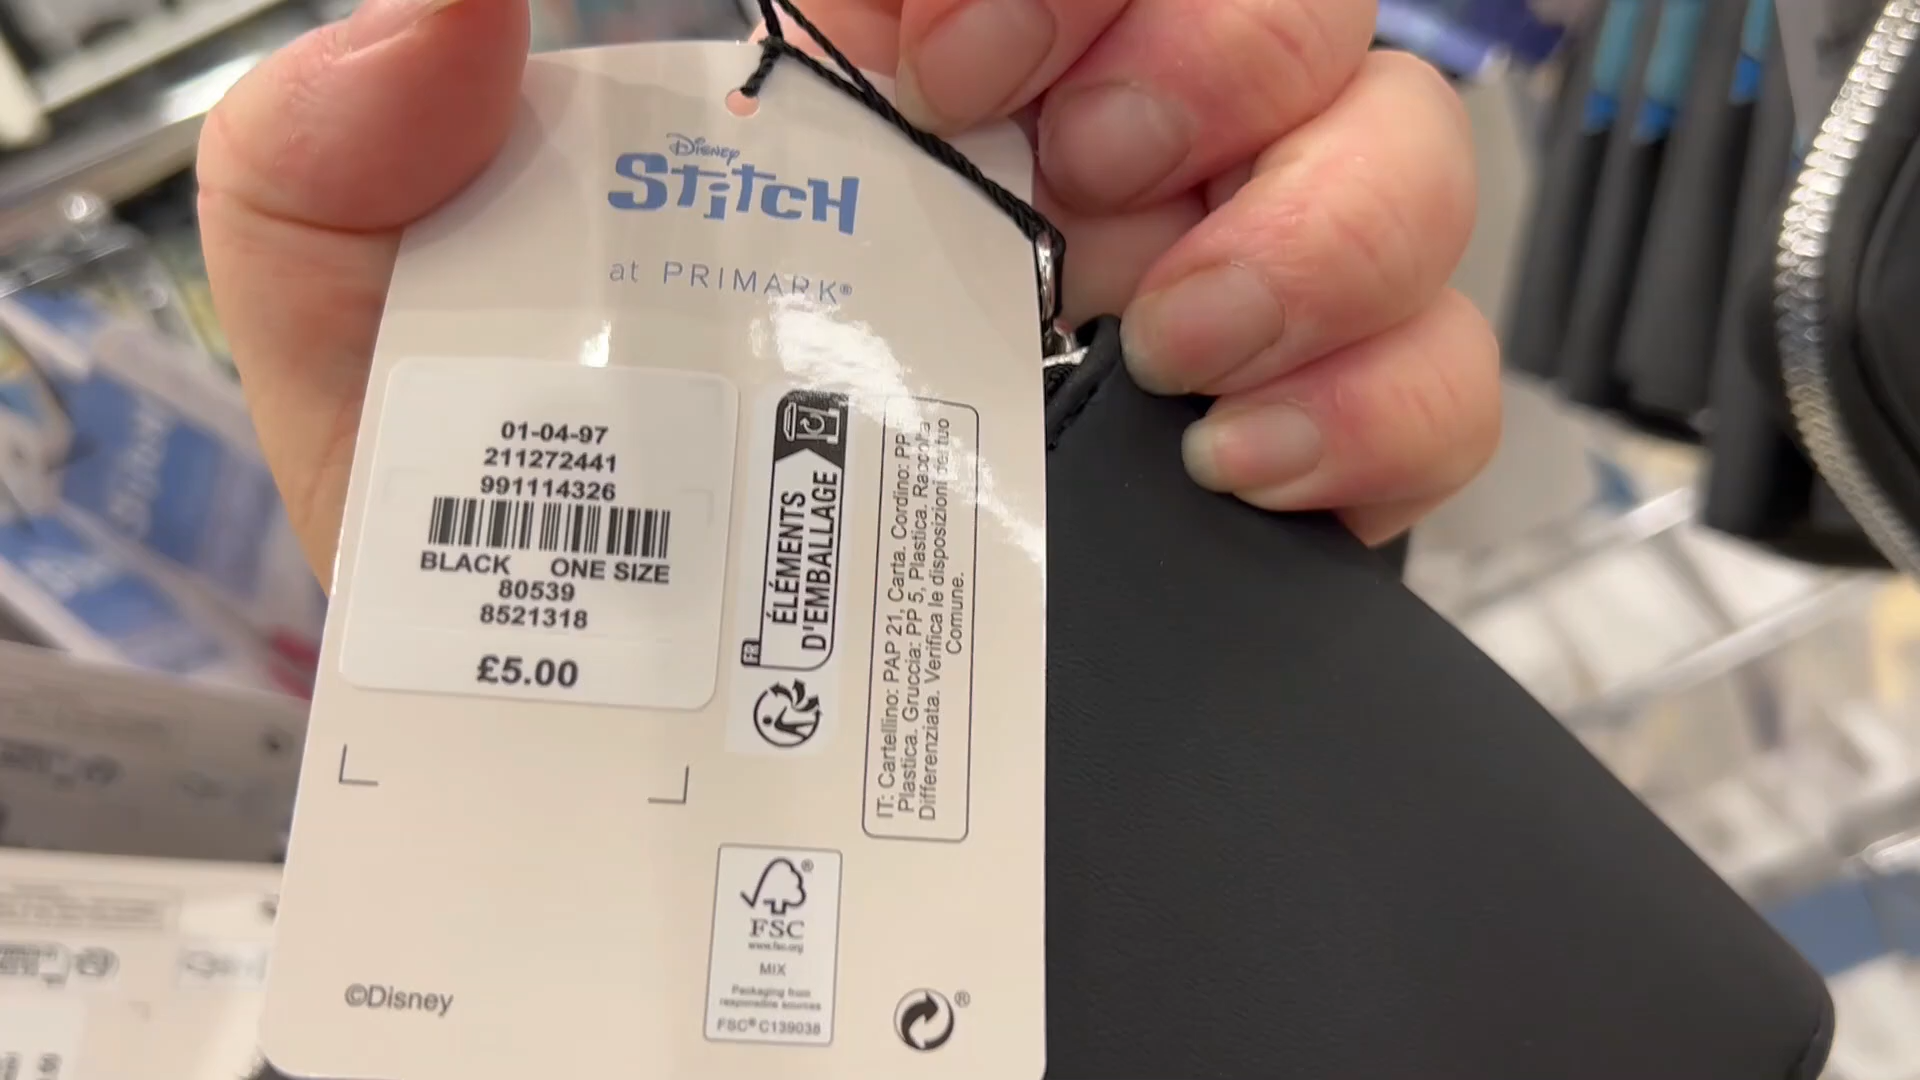 Disney
Stitch
at PRIMARK®
01-04-97
211272441
991114326
BLACK ONE SIZE
80539
8521318
£5.00
FR
ÉLÉMENTS
D'EMBALLAGE
IT: Cartellino: PAP 21, Carta. Cordino: PP
Plastica. Gruccia: PP 5, Plastica. Raccolta
Differenziata. Verifica le disposizioni del tuo
Comune.
FSC
®
www.fsc.org
MIX
Packaging from
responsible sources
FSC® C139038
®
©Disney